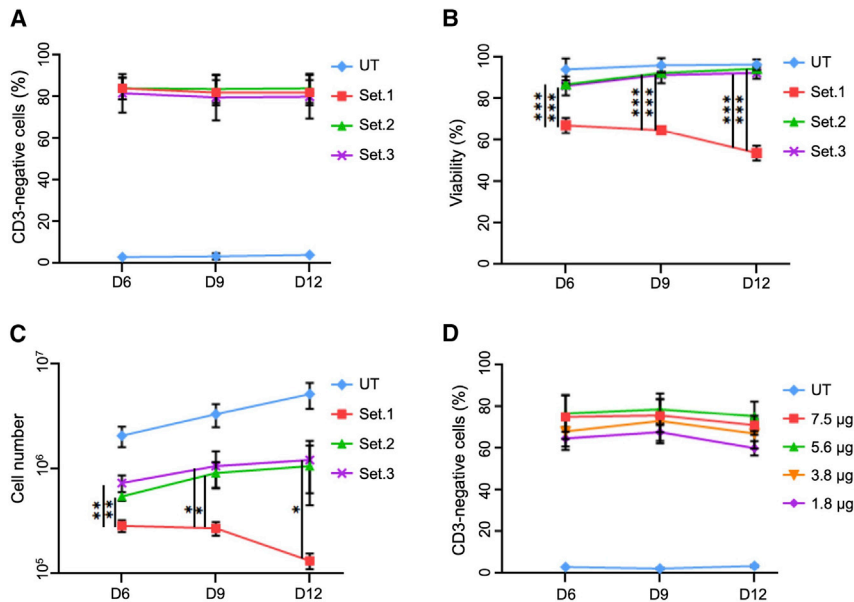 A
CD3-negative cells (%)
100
80
60
40
20
0
D6 D9 D12
UT
Set.1
Set.2
Set.3
B
Viability (%)
100
80
60
40
20
0
*** *** *** *** *** ***
D6 D9 D12
UT
Set.1
Set.2
Set.3
C
Cell number
10⁷
10⁶
10⁵
** ** * * *
D6 D9 D12
UT
Set.1
Set.2
Set.3
D
CD3-negative cells (%)
100
80
60
40
20
0
D6 D9 D12
UT
7.5 µg
5.6 µg
3.8 µg
1.8 µg